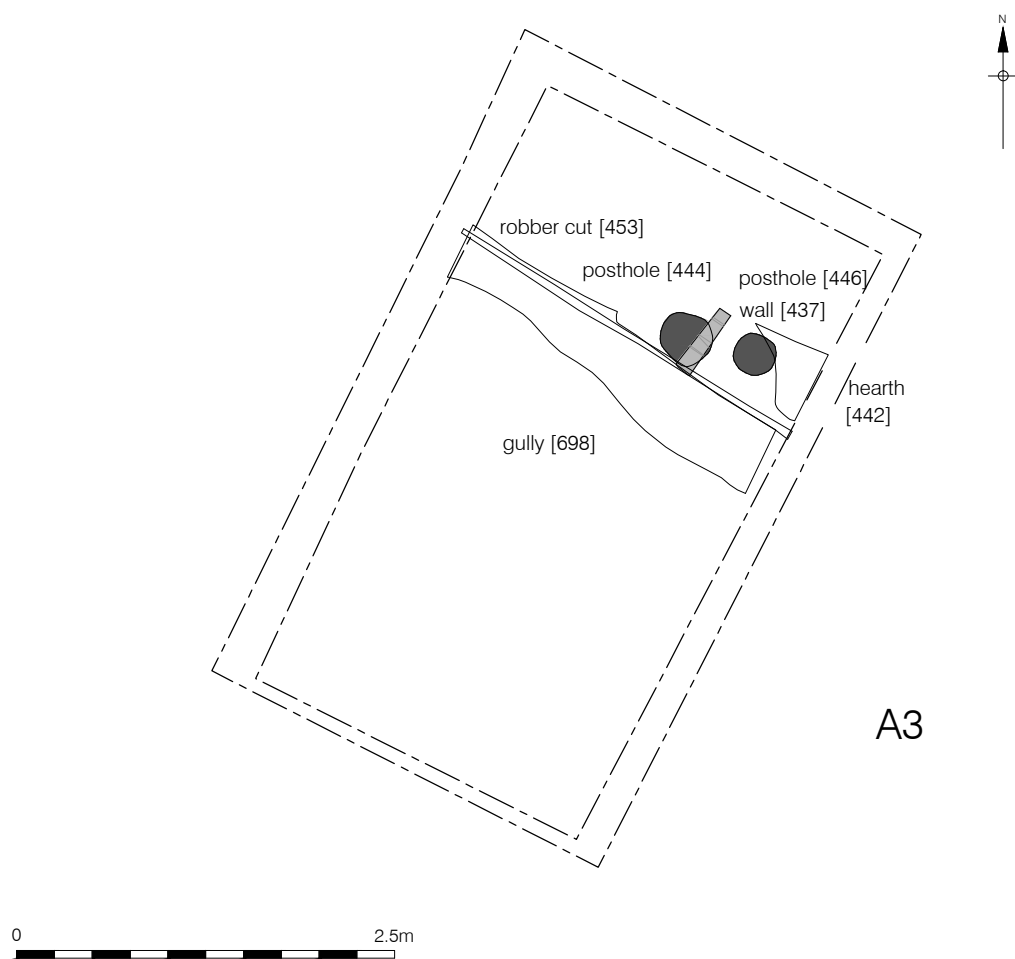 N
robber cut [453]
posthole [444]
posthole [446]
wall [437]
hearth
[442]
gully [698]
A3
0
2.5m